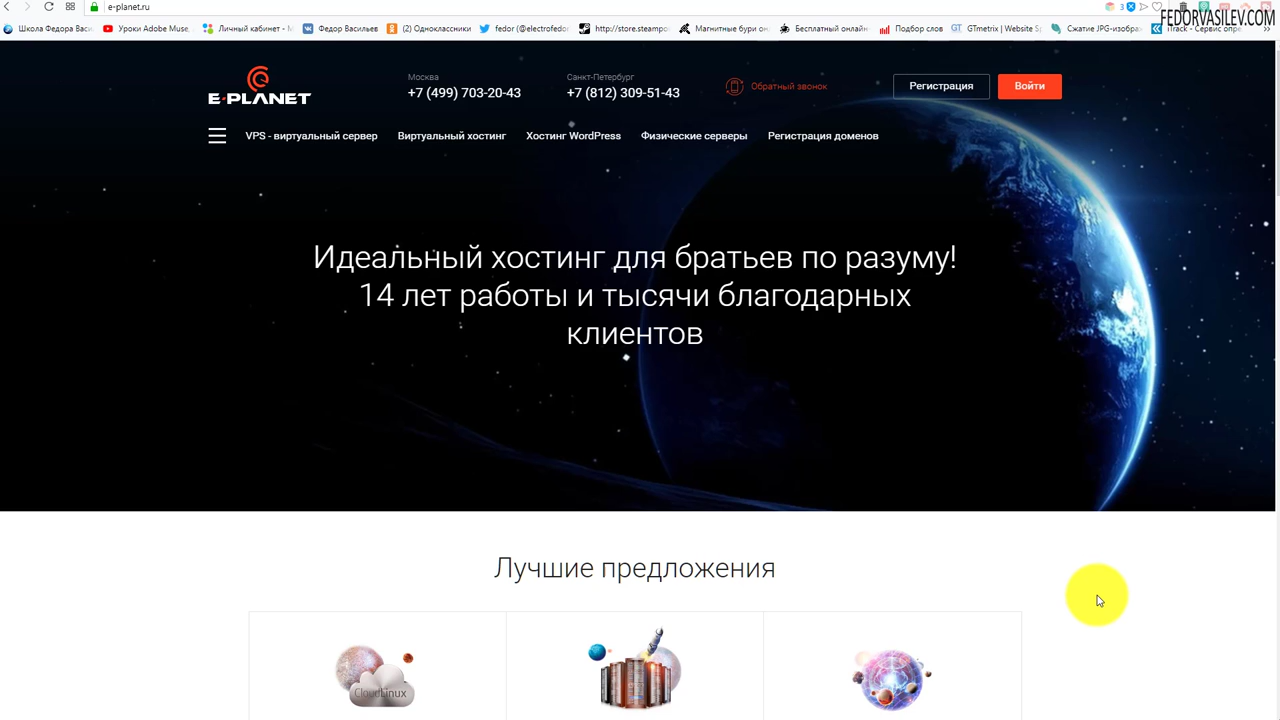 e-planet.ru
3
FEDORVASILEV.COM
Школа Федора Васи
Уроки Adobe Muse,
Личный кабинет - М
Федор Васильев
(2) Одноклассники
fedor (@electrofedor
http://store.steampo
Магнитные бури он
Бесплатный онлайн
Подбор слов
GTmetrix | Website S
Сжатие JPG-изобра
iTrack - Сервис опре
E-PLANET
Москва
+7 (499) 703-20-43
Санкт-Петербург
+7 (812) 309-51-43
Обратный звонок
Регистрация
Войти
VPS - виртуальный сервер
Виртуальный хостинг
Хостинг WordPress
Физические серверы
Регистрация доменов
Идеальный хостинг для братьев по разуму!
14 лет работы и тысячи благодарных
клиентов
Лучшие предложения
CloudLinux